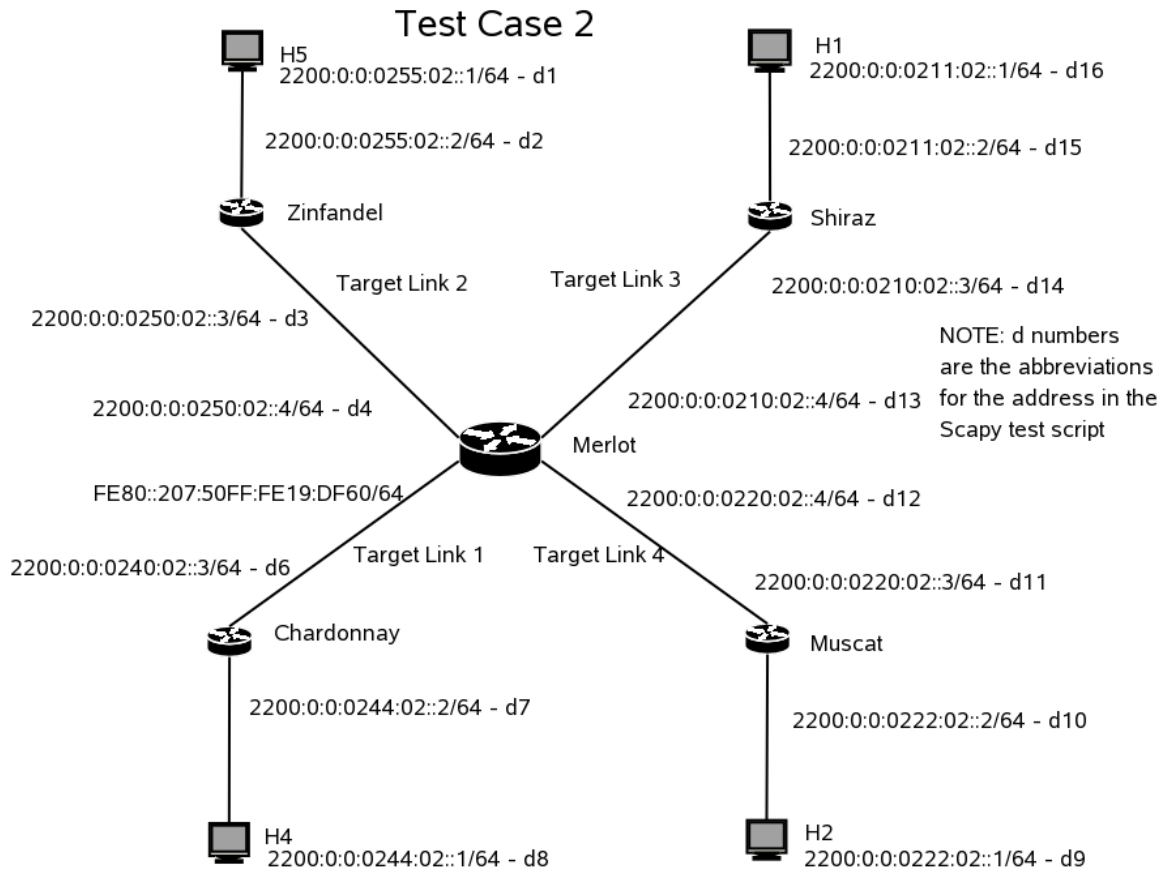 Test Case 2
H5
2200:0:0:0255:02::1/64 - d1
H1
2200:0:0:0211:02::1/64 - d16
2200:0:0:0255:02::2/64 - d2
2200:0:0:0211:02::2/64 - d15
Zinfandel
Shiraz
Target Link 2
Target Link 3
2200:0:0:0210:02::3/64 - d14
2200:0:0:0250:02::3/64 - d3
NOTE: d numbers
are the abbreviations
for the address in the
Scapy test script
2200:0:0:0250:02::4/64 - d4
2200:0:0:0210:02::4/64 - d13
Merlot
FE80::207:50FF:FE19:DF60/64
2200:0:0:0220:02::4/64 - d12
Target Link 1
Target Link 4
2200:0:0:0240:02::3/64 - d6
2200:0:0:0220:02::3/64 - d11
Chardonnay
Muscat
2200:0:0:0244:02::2/64 - d7
2200:0:0:0222:02::2/64 - d10
H4
2200:0:0:0244:02::1/64 - d8
H2
2200:0:0:0222:02::1/64 - d9